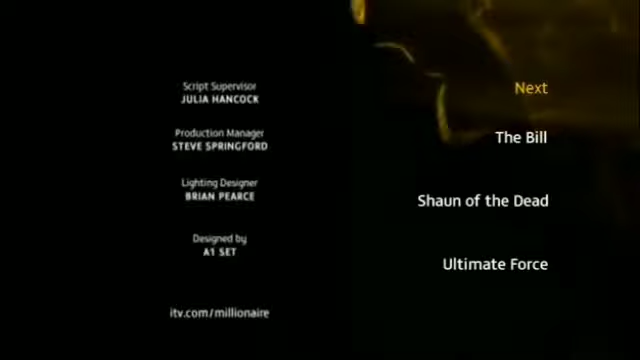 Script Supervisor
JULIA HANCOCK
Production Manager
STEVE SPRINGFORD
Lighting Designer
BRIAN PEARCE
Designed by
A1 SET
itv.com/millionaire
Next
The Bill
Shaun of the Dead
Ultimate Force